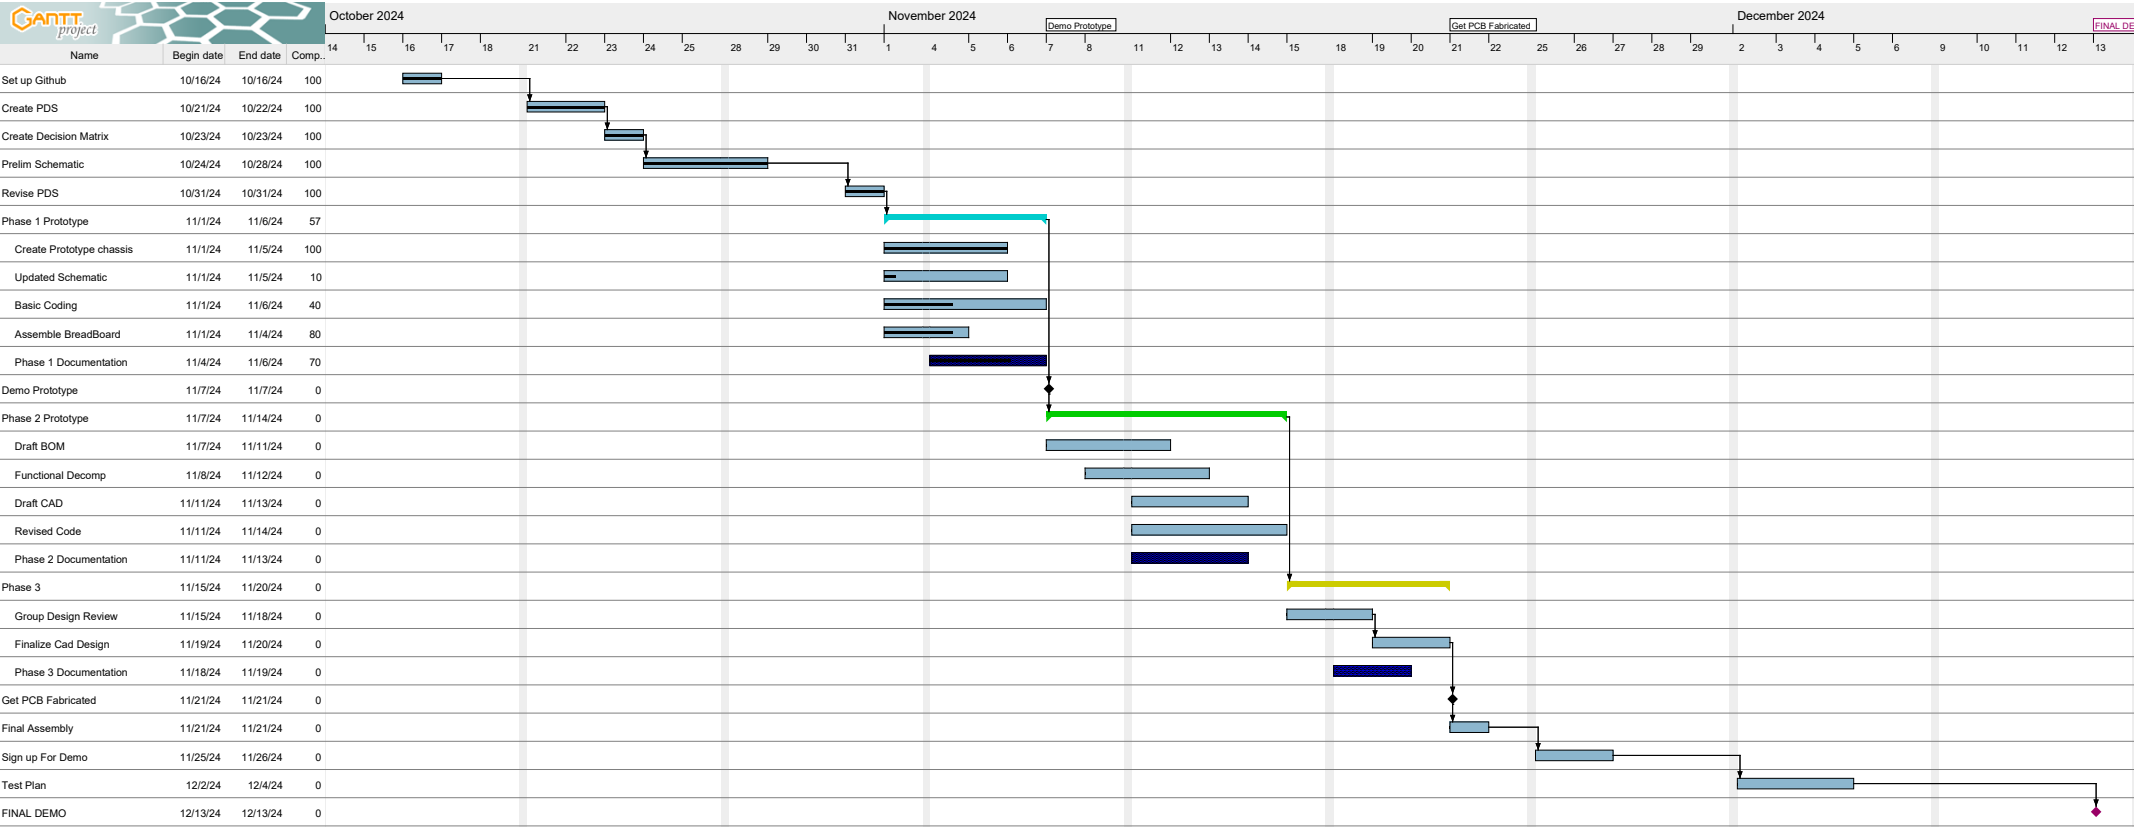 GANTT project
October 2024 November 2024 December 2024
Demo Prototype Get PCB Fabricated FINAL DE
14 15 16 17 18 21 22 23 24 25 28 29 30 31 1 4 5 6 7 8 11 12 13 14 15 18 19 20 21 22 25 26 27 28 29 2 3 4 5 6 9 10 11 12 13
Name Begin date End date Comp..
Set up Github 10/16/24 10/16/24 100
Create PDS 10/21/24 10/22/24 100
Create Decision Matrix 10/23/24 10/23/24 100
Prelim Schematic 10/24/24 10/28/24 100
Revise PDS 10/31/24 10/31/24 100
Phase 1 Prototype 11/1/24 11/6/24 57
Create Prototype chassis 11/1/24 11/5/24 100
Updated Schematic 11/1/24 11/5/24 10
Basic Coding 11/1/24 11/6/24 40
Assemble BreadBoard 11/1/24 11/4/24 80
Phase 1 Documentation 11/4/24 11/6/24 70
Demo Prototype 11/7/24 11/7/24 0
Phase 2 Prototype 11/7/24 11/14/24 0
Draft BOM 11/7/24 11/11/24 0
Functional Decomp 11/8/24 11/12/24 0
Draft CAD 11/11/24 11/13/24 0
Revised Code 11/11/24 11/14/24 0
Phase 2 Documentation 11/11/24 11/13/24 0
Phase 3 11/15/24 11/20/24 0
Group Design Review 11/15/24 11/18/24 0
Finalize Cad Design 11/19/24 11/20/24 0
Phase 3 Documentation 11/18/24 11/19/24 0
Get PCB Fabricated 11/21/24 11/21/24 0
Final Assembly 11/21/24 11/21/24 0
Sign up For Demo 11/25/24 11/26/24 0
Test Plan 12/2/24 12/4/24 0
FINAL DEMO 12/13/24 12/13/24 0